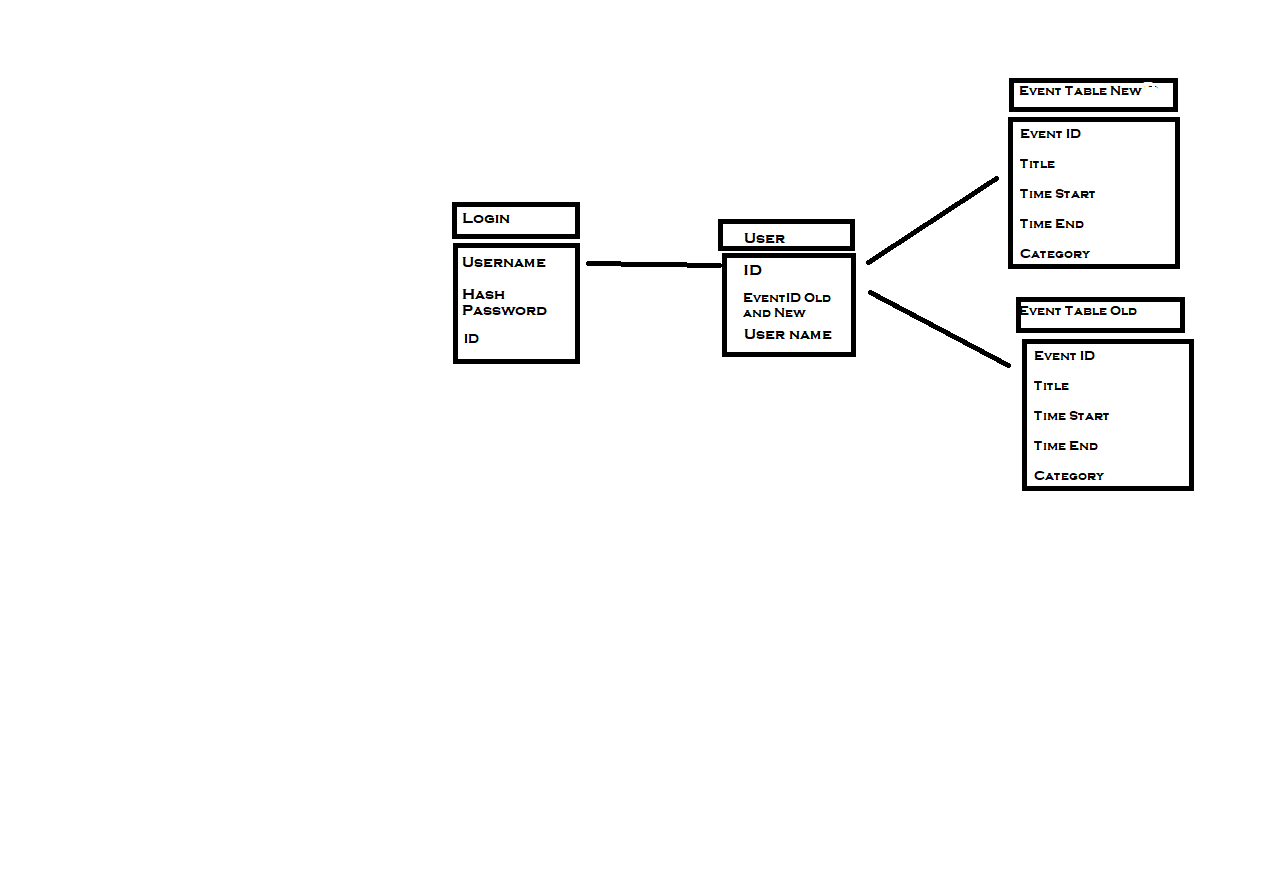 Login
Username
Hash
Password
ID
User
ID
EventID Old
and New
User name
Event Table New
Event ID
Title
Time Start
Time End
Category
Event Table Old
Event ID
Title
Time Start
Time End
Category